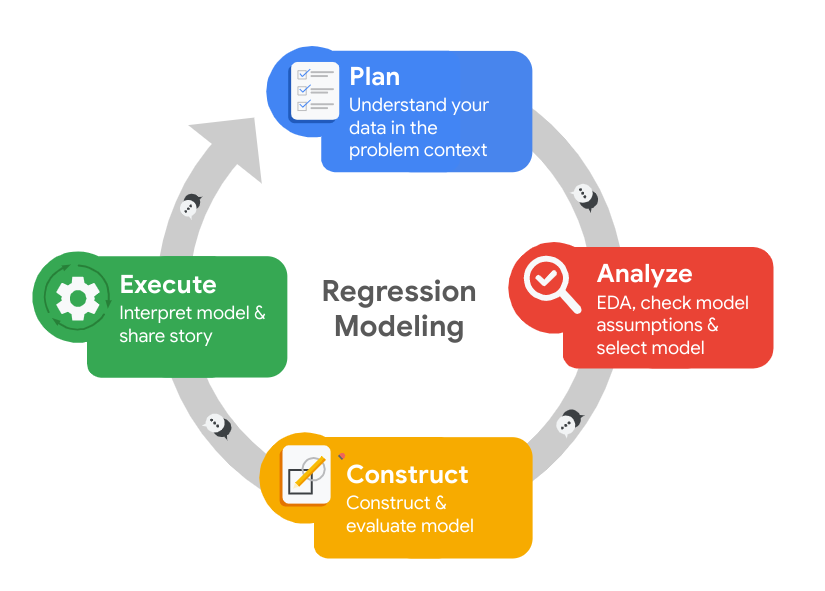 Plan
Understand your
data in the
problem context
Analyze
EDA, check model
assumptions &
select model
Regression
Modeling
Execute
Interpret model &
share story
Construct
Construct &
evaluate model